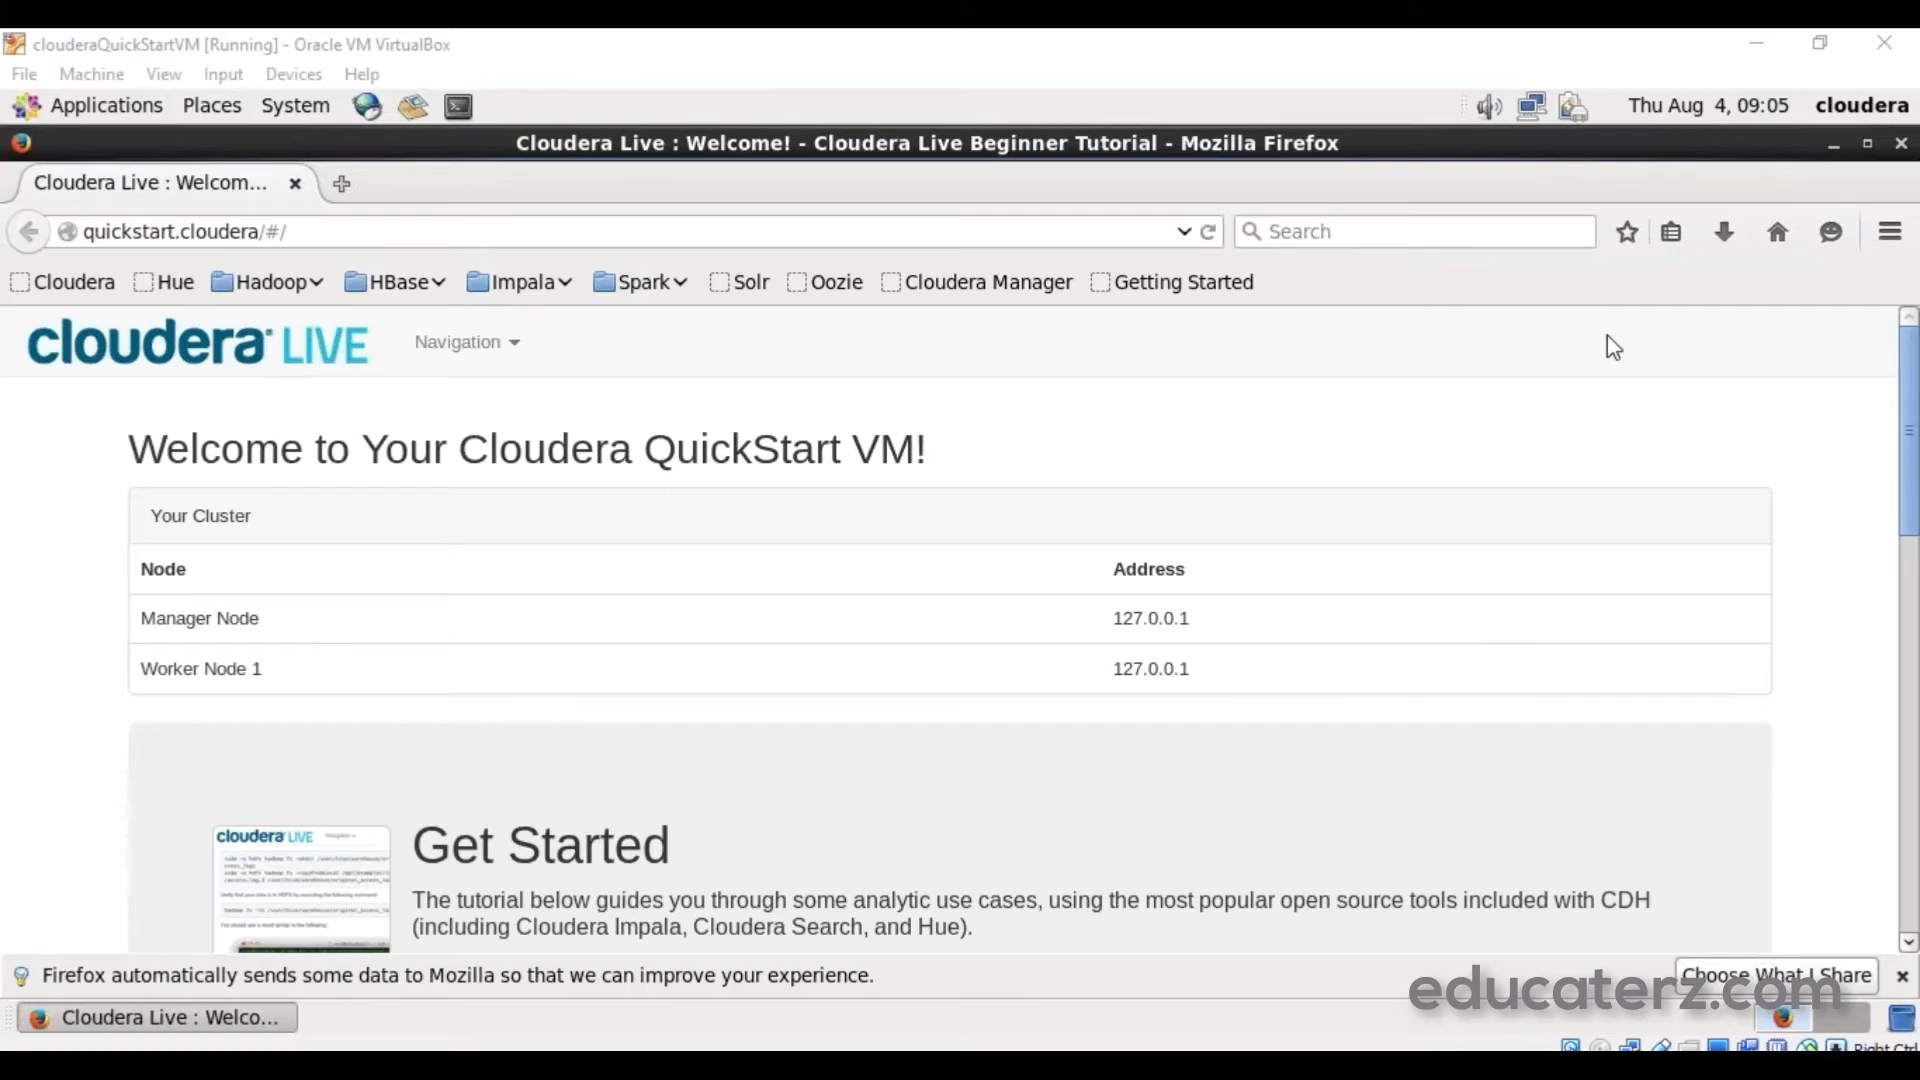 clouderaQuickStartVM [Running] - Oracle VM VirtualBox
File Machine View Input Devices Help
Applications Places System Thu Aug 4, 09:05 cloudera
Cloudera Live : Welcome! - Cloudera Live Beginner Tutorial - Mozilla Firefox
Cloudera Live : Welcom...
quickstart.cloudera/#/ Search
Cloudera Hue Hadoop HBase Impala Spark Solr Oozie Cloudera Manager Getting Started
cloudera LIVE Navigation
Welcome to Your Cloudera QuickStart VM!
Your Cluster
Node Address
Manager Node 127.0.0.1
Worker Node 1 127.0.0.1
cloudera LIVE
Get Started
The tutorial below guides you through some analytic use cases, using the most popular open source tools included with CDH
(including Cloudera Impala, Cloudera Search, and Hue).
Firefox automatically sends some data to Mozilla so that we can improve your experience. Choose What I Share
educaterz.com
Cloudera Live : Welco...
Right Ctrl